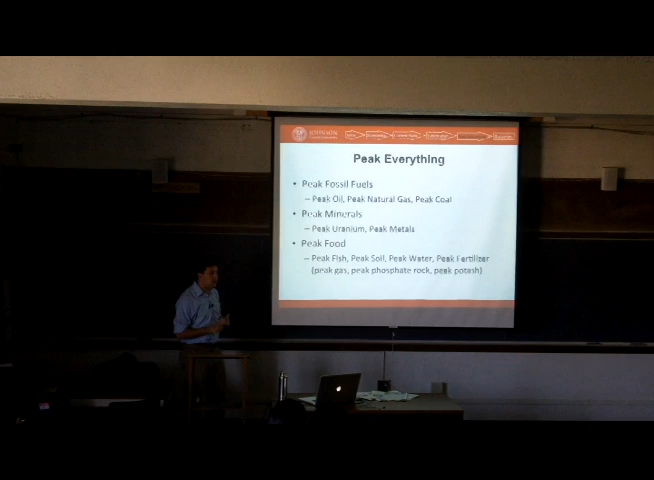 Peak Everything
• Peak Fossil Fuels
– Peak Oil, Peak Natural Gas, Peak Coal
• Peak Minerals
– Peak Uranium, Peak Metals
• Peak Food
– Peak Fish, Peak Soil, Peak Water, Peak Fertilizer
(peak gas, peak phosphate rock, peak potash)